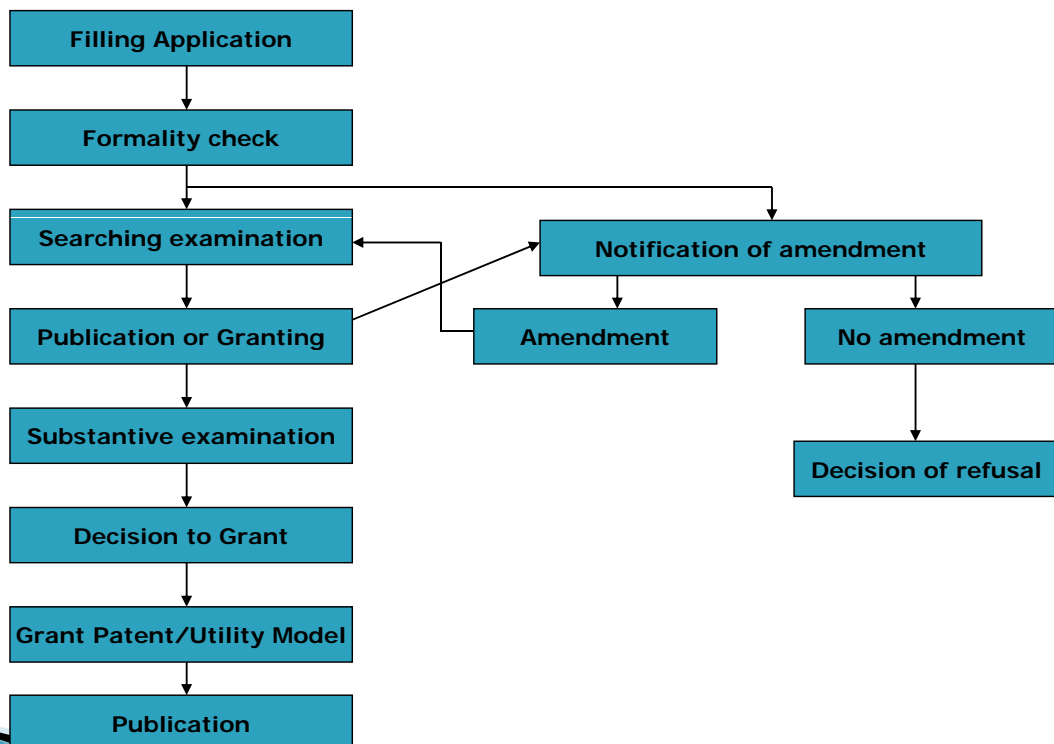 Filling Application
Formality check
Searching examination
Notification of amendment
Publication or Granting
Amendment
No amendment
Substantive examination
Decision of refusal
Decision to Grant
Grant Patent/Utility Model
Publication